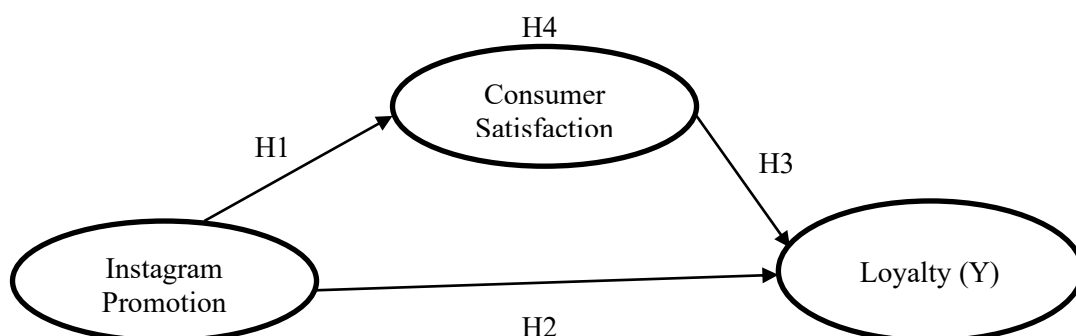 H4
Consumer
Satisfaction
H1
H3
Instagram
Promotion
Loyalty (Y)
H2